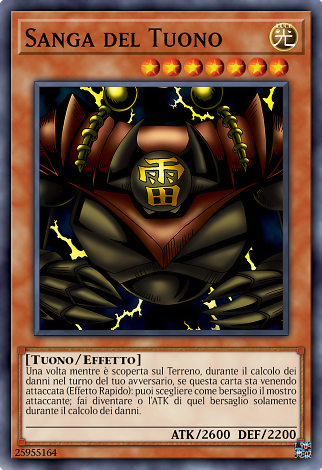 Sanga del Tuono
光
雷
[Tuono/Effetto]
Una volta mentre è scoperta sul Terreno, durante il calcolo dei
danni nel turno del tuo avversario, se questa carta sta venendo
attaccata (Effetto Rapido): puoi scegliere come bersaglio il mostro
attaccante; fai diventare 0 l'ATK di quel bersaglio solamente
durante il calcolo dei danni.
ATK/2600 DEF/2200
25955164